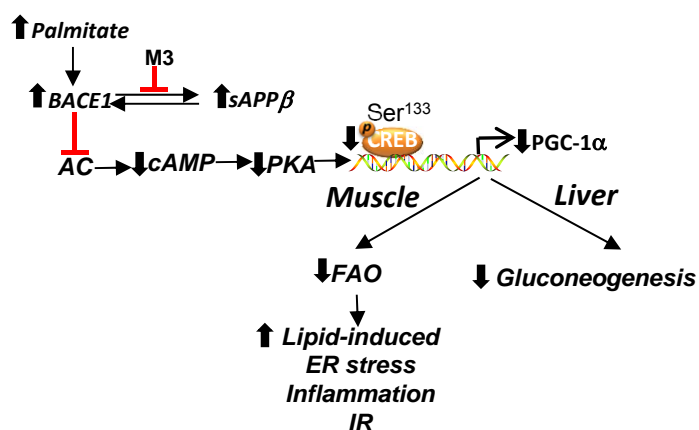 Palmitate
M3
BACE1
sAPPβ
Ser133
P
CREB
AC
cAMP
PKA
PGC-1α
Muscle
Liver
FAO
Gluconeogenesis
Lipid-induced
ER stress
Inflammation
IR